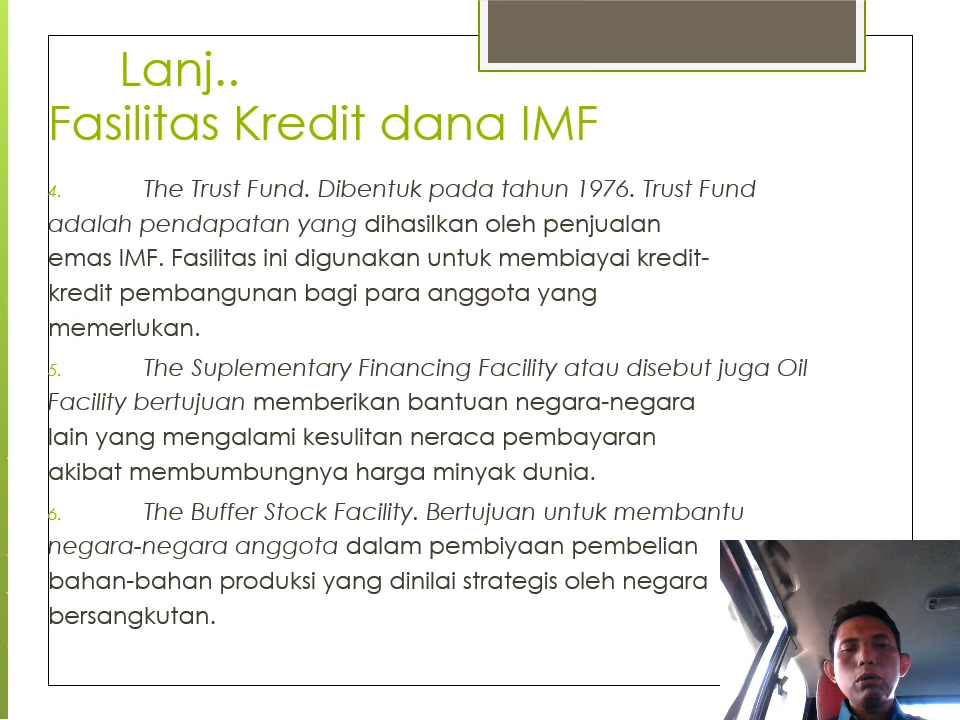 Lanj..
Fasilitas Kredit dana IMF
4. The Trust Fund. Dibentuk pada tahun 1976. Trust Fund
adalah pendapatan yang dihasilkan oleh penjualan
emas IMF. Fasilitas ini digunakan untuk membiayai kredit-
kredit pembangunan bagi para anggota yang
memerlukan.
5. The Suplementary Financing Facility atau disebut juga Oil
Facility bertujuan memberikan bantuan negara-negara
lain yang mengalami kesulitan neraca pembayaran
akibat membumbungnya harga minyak dunia.
6. The Buffer Stock Facility. Bertujuan untuk membantu
negara-negara anggota dalam pembiyaan pembelian
bahan-bahan produksi yang dinilai strategis oleh negara
bersangkutan.